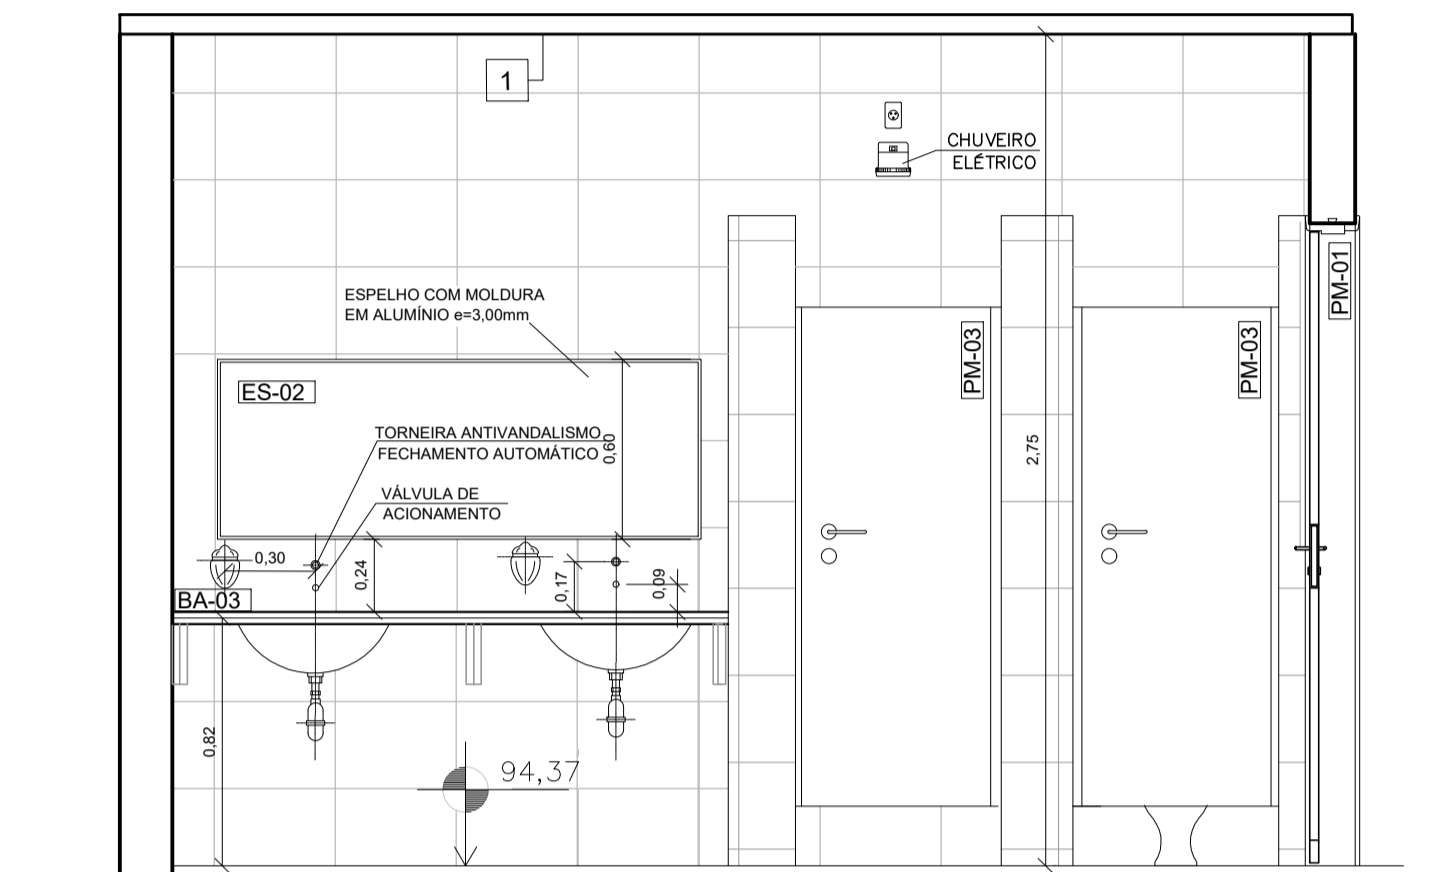 1
CHUVEIRO
ELÉTRICO
PM-01
ESPELHO COM MOLDURA
EM ALUMÍNIO e=3,00mm
PM-03
PM-03
ES-02
TORNEIRA ANTIVANDALISMO
FECHAMENTO AUTOMÁTICO
0,60
2,75
VÁLVULA DE
ACIONAMENTO
0,30
0,24
0,17
0,09
BA-03
0,82
94,37